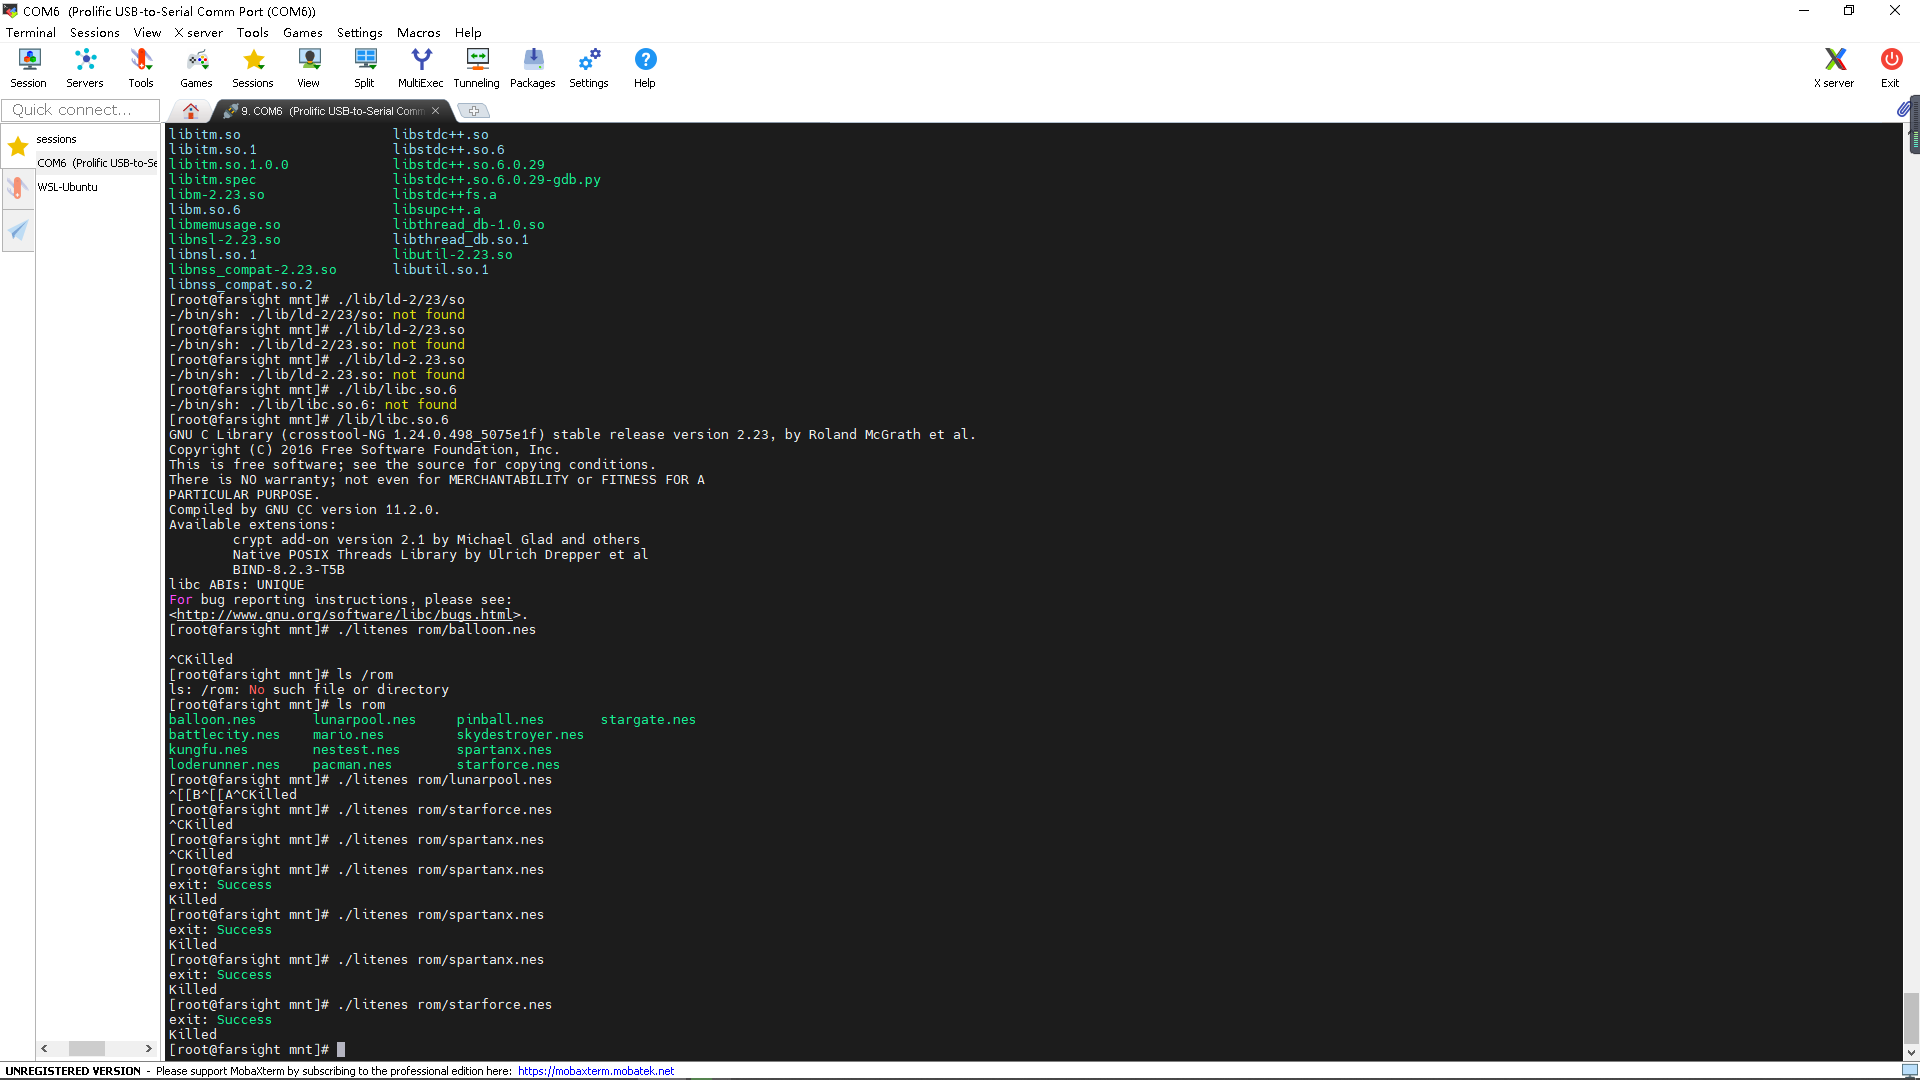 COM6  (Prolific USB-to-Serial Comm Port (COM6))
Terminal  Sessions  View  X server  Tools  Games  Settings  Macros  Help
Session  Servers  Tools  Games  Sessions  View  Split  MultiExec  Tunneling  Packages  Settings  Help  X server  Exit
Quick connect...
9. COM6  (Prolific USB-to-Serial Comm
sessions
COM6  (Prolific USB-to-Se
WSL-Ubuntu
libitm.so                   libstdc++.so
libitm.so.1                 libstdc++.so.6
libitm.so.1.0.0             libstdc++.so.6.0.29
libitm.spec                 libstdc++.so.6.0.29-gdb.py
libm-2.23.so                libstdc++fs.a
libm.so.6                   libsupc++.a
libmemusage.so              libthread_db-1.0.so
libnsl-2.23.so              libthread_db.so.1
libnsl.so.1                 libutil-2.23.so
libnss_compat-2.23.so       libutil.so.1
libnss_compat.so.2
[root@farsight mnt]# ./lib/ld-2/23/so
-/bin/sh: ./lib/ld-2/23/so: not found
[root@farsight mnt]# ./lib/ld-2/23.so
-/bin/sh: ./lib/ld-2/23.so: not found
[root@farsight mnt]# ./lib/ld-2.23.so
-/bin/sh: ./lib/ld-2.23.so: not found
[root@farsight mnt]# ./lib/libc.so.6
-/bin/sh: ./lib/libc.so.6: not found
[root@farsight mnt]# /lib/libc.so.6
GNU C Library (crosstool-NG 1.24.0.498_5075e1f) stable release version 2.23, by Roland McGrath et al.
Copyright (C) 2016 Free Software Foundation, Inc.
This is free software; see the source for copying conditions.
There is NO warranty; not even for MERCHANTABILITY or FITNESS FOR A
PARTICULAR PURPOSE.
Compiled by GNU CC version 11.2.0.
Available extensions:
        crypt add-on version 2.1 by Michael Glad and others
        Native POSIX Threads Library by Ulrich Drepper et al
        BIND-8.2.3-T5B
libc ABIs: UNIQUE
For bug reporting instructions, please see:
<http://www.gnu.org/software/libc/bugs.html>.
[root@farsight mnt]# ./litenes rom/balloon.nes
^CKilled
[root@farsight mnt]# ls /rom
ls: /rom: No such file or directory
[root@farsight mnt]# ls rom
balloon.nes       lunarpool.nes     pinball.nes       stargate.nes
battlecity.nes    mario.nes         skydestroyer.nes
kungfu.nes        nestest.nes       spartanx.nes
loderunner.nes    pacman.nes        starforce.nes
[root@farsight mnt]# ./litenes rom/lunarpool.nes
^[[B^[[A^CKilled
[root@farsight mnt]# ./litenes rom/starforce.nes
^CKilled
[root@farsight mnt]# ./litenes rom/spartanx.nes
^CKilled
[root@farsight mnt]# ./litenes rom/spartanx.nes
exit: Success
Killed
[root@farsight mnt]# ./litenes rom/spartanx.nes
exit: Success
Killed
[root@farsight mnt]# ./litenes rom/spartanx.nes
exit: Success
Killed
[root@farsight mnt]# ./litenes rom/starforce.nes
exit: Success
Killed
[root@farsight mnt]#
UNREGISTERED VERSION  -  Please support MobaXterm by subscribing to the professional edition here:  https://mobaxterm.mobatek.net